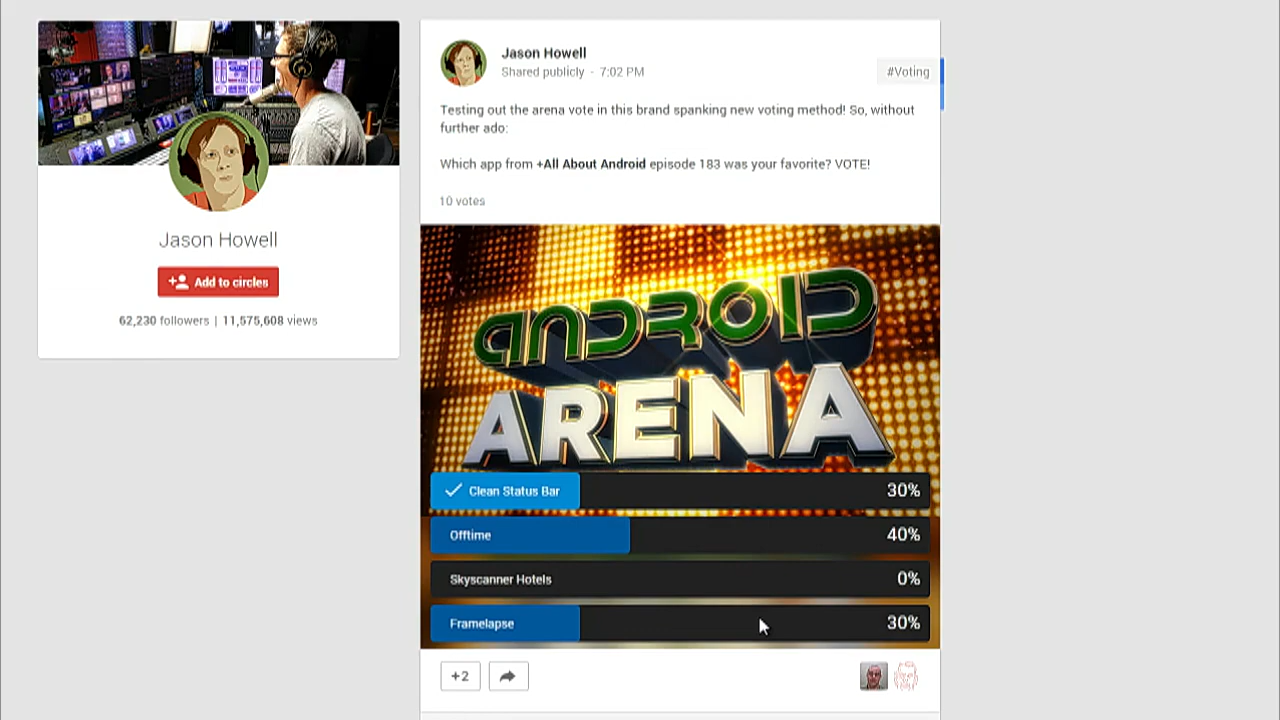 Jason Howell
Add to circles
62,230 followers | 11,575,608 views
Jason Howell
Shared publicly - 7:02 PM
#Voting
Testing out the arena vote in this brand spanking new voting method! So, without
further ado:
Which app from +All About Android episode 183 was your favorite? VOTE!
10 votes
ANDROID
ARENA
Clean Status Bar 30%
Offtime 40%
Skyscanner Hotels 0%
Framelapse 30%
+2